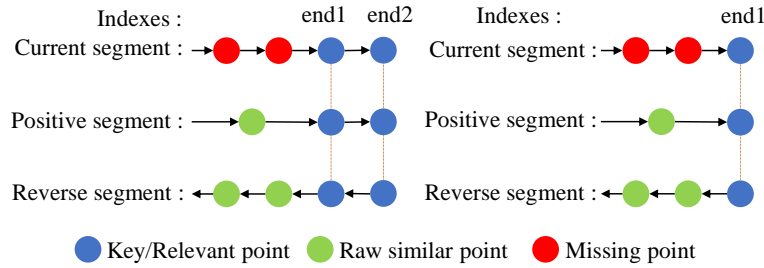 Indexes : end1 end2
Current segment :
Positive segment :
Reverse segment :
Indexes : end1
Current segment :
Positive segment :
Reverse segment :
Key/Relevant point Raw similar point Missing point